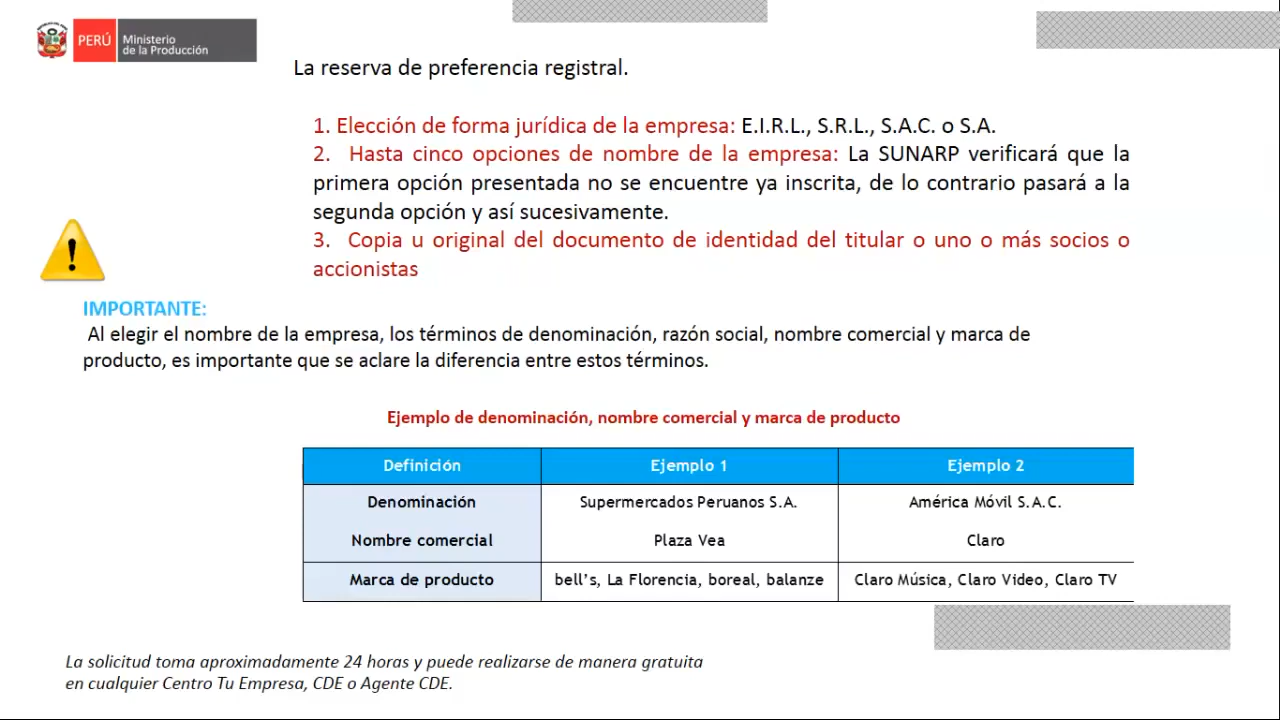 PERÚ
Ministerio
de la Producción
La reserva de preferencia registral.
1. Elección de forma jurídica de la empresa: E.I.R.L., S.R.L., S.A.C. o S.A.
2. Hasta cinco opciones de nombre de la empresa: La SUNARP verificará que la
primera opción presentada no se encuentre ya inscrita, de lo contrario pasará a la
segunda opción y así sucesivamente.
3. Copia u original del documento de identidad del titular o uno o más socios o
accionistas
IMPORTANTE:
Al elegir el nombre de la empresa, los términos de denominación, razón social, nombre comercial y marca de
producto, es importante que se aclare la diferencia entre estos términos.
Ejemplo de denominación, nombre comercial y marca de producto
Definición Ejemplo 1 Ejemplo 2
Denominación Supermercados Peruanos S.A. América Móvil S.A.C.
Nombre comercial Plaza Vea Claro
Marca de producto bell's, La Florencia, boreal, balanze Claro Música, Claro Video, Claro TV
La solicitud toma aproximadamente 24 horas y puede realizarse de manera gratuita
en cualquier Centro Tu Empresa, CDE o Agente CDE.